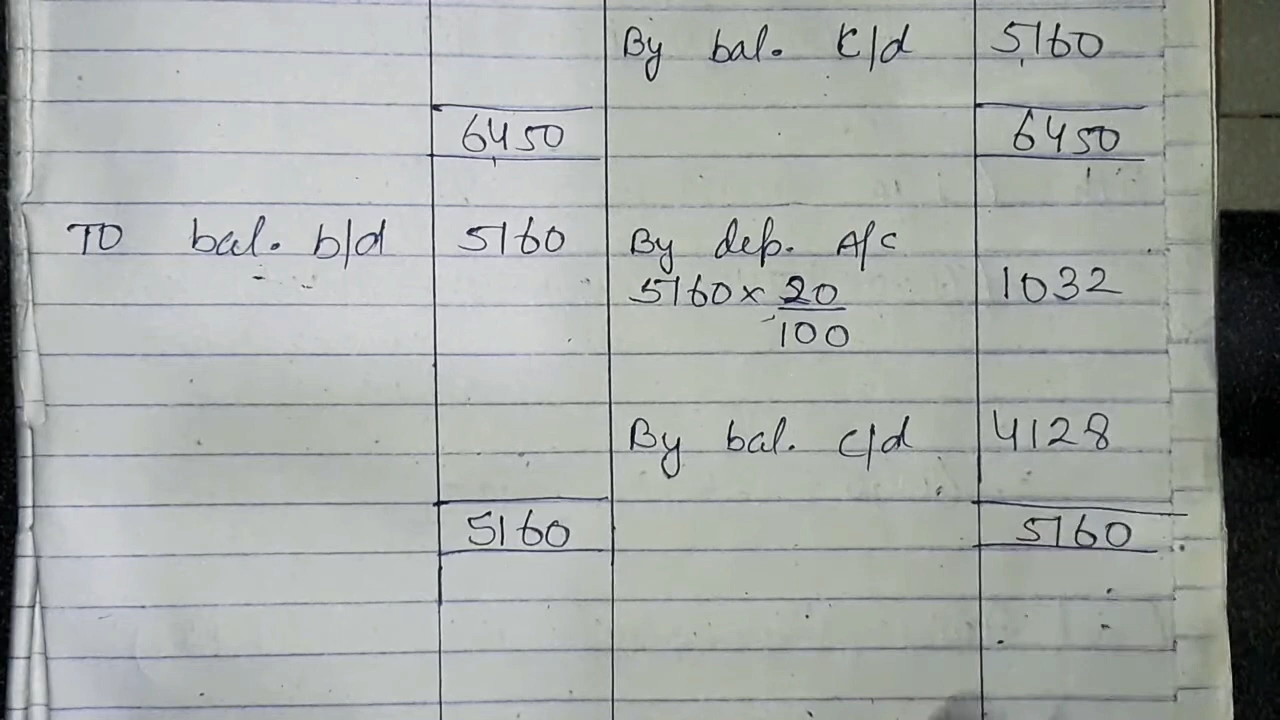 By bal. c/d 5160
6450 6450
TO bal. b/d 5160 By dep. A/c
5160× 20/100 1032
By bal. c/d 4128
5160 5160